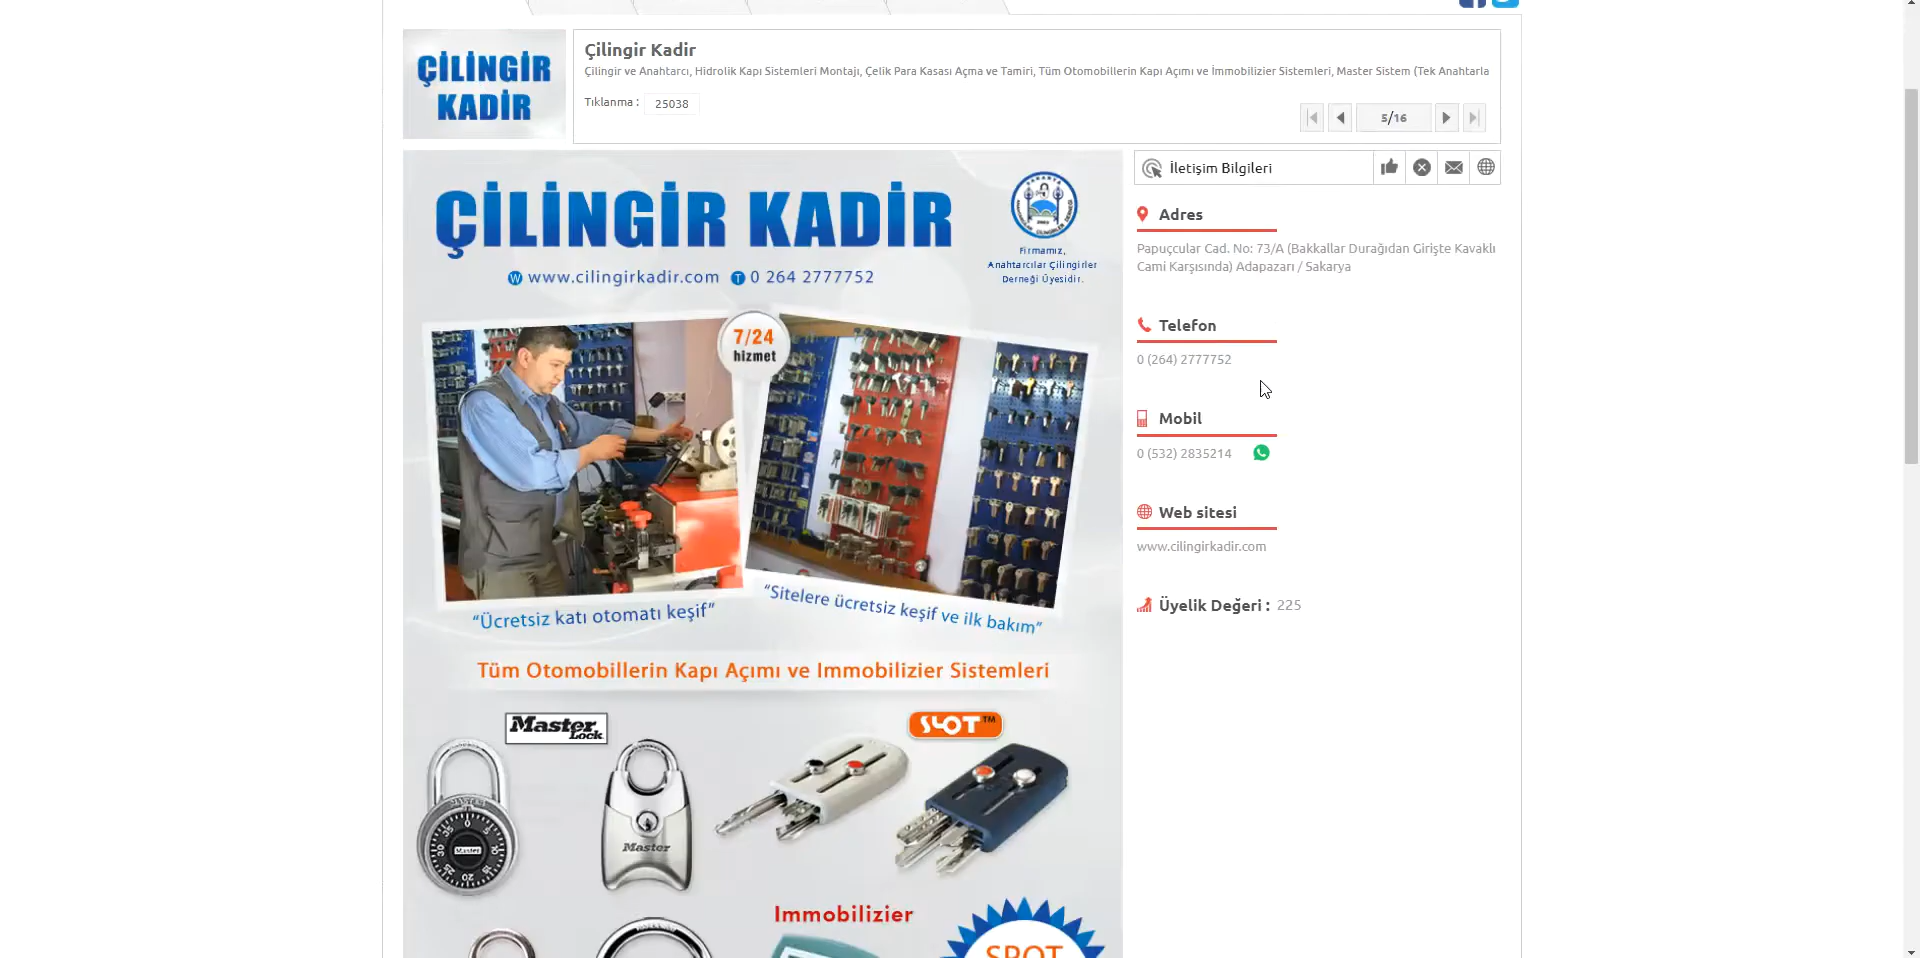 ÇİLİNGİR
KADİR
Çilingir Kadir
Çilingir ve Anahtarcı, Hidrolik Kapı Sistemleri Montajı, Çelik Para Kasası Açma ve Tamiri, Tüm Otomobillerin Kapı Açımı ve İmmobilizier Sistemleri, Master Sistem (Tek Anahtarla
Tıklanma : 25038
5/16
ÇİLİNGİR KADİR
W www.cilingirkadir.com T 0 264 2777752
Firmamız,
Anahtarcılar Çilingirler
Derneği Üyesidir.
7/24
hizmet
"Ücretsiz katı otomatı keşif"
"Sitelere ücretsiz keşif ve ilk bakım"
Tüm Otomobillerin Kapı Açımı ve Immobilizier Sistemleri
Master
Lock
SLOT™
Master
Master
Immobilizier
SPOT
İletişim Bilgileri
Adres
Papuçcular Cad. No: 73/A (Bakkallar Durağıdan Girişte Kavaklı
Cami Karşısında) Adapazarı / Sakarya
Telefon
0 (264) 2777752
Mobil
0 (532) 2835214
Web sitesi
www.cilingirkadir.com
Üyelik Değeri : 225